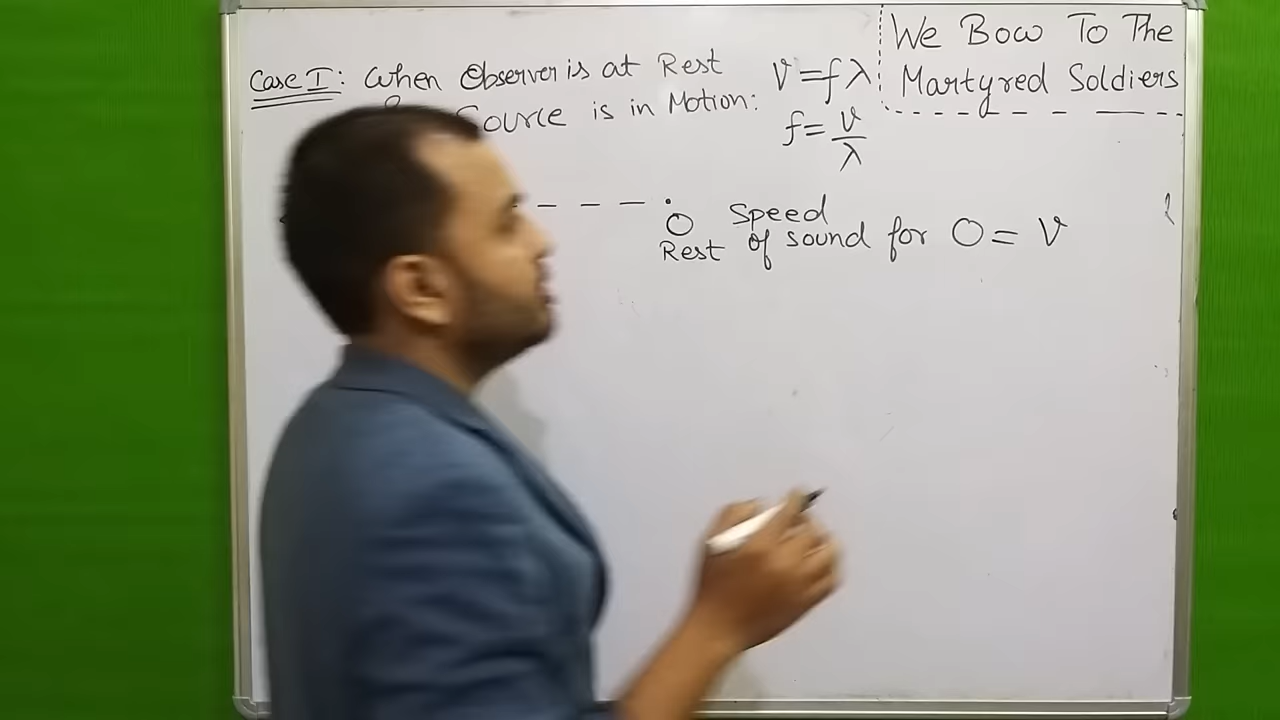 Case I: When Observer is at Rest
Source is in Motion:
v = fλ
f = v/λ
We Bow To The
Martyred Soldiers
O
Rest
Speed
of sound for O = v